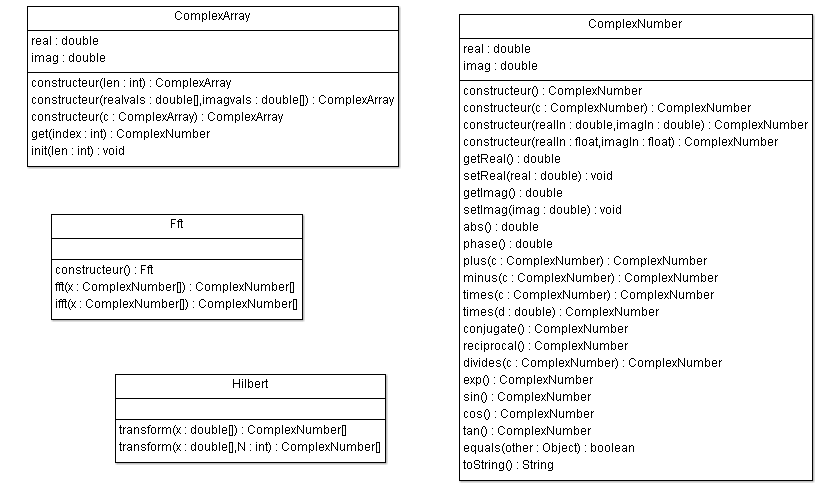 ComplexArray
real : double
imag : double
constructeur(len : int) : ComplexArray
constructeur(realvals : double[],imagvals : double[]) : ComplexArray
constructeur(c : ComplexArray) : ComplexArray
get(index : int) : ComplexNumber
init(len : int) : void
Fft
constructeur() : Fft
fft(x : ComplexNumber[]) : ComplexNumber[]
ifft(x : ComplexNumber[]) : ComplexNumber[]
Hilbert
transform(x : double[]) : ComplexNumber[]
transform(x : double[],N : int) : ComplexNumber[]
ComplexNumber
real : double
imag : double
constructeur() : ComplexNumber
constructeur(c : ComplexNumber) : ComplexNumber
constructeur(realIn : double,imagIn : double) : ComplexNumber
constructeur(realIn : float,imagIn : float) : ComplexNumber
getReal() : double
setReal(real : double) : void
getImag() : double
setImag(imag : double) : void
abs() : double
phase() : double
plus(c : ComplexNumber) : ComplexNumber
minus(c : ComplexNumber) : ComplexNumber
times(c : ComplexNumber) : ComplexNumber
times(d : double) : ComplexNumber
conjugate() : ComplexNumber
reciprocal() : ComplexNumber
divides(c : ComplexNumber) : ComplexNumber
exp() : ComplexNumber
sin() : ComplexNumber
cos() : ComplexNumber
tan() : ComplexNumber
equals(other : Object) : boolean
toString() : String